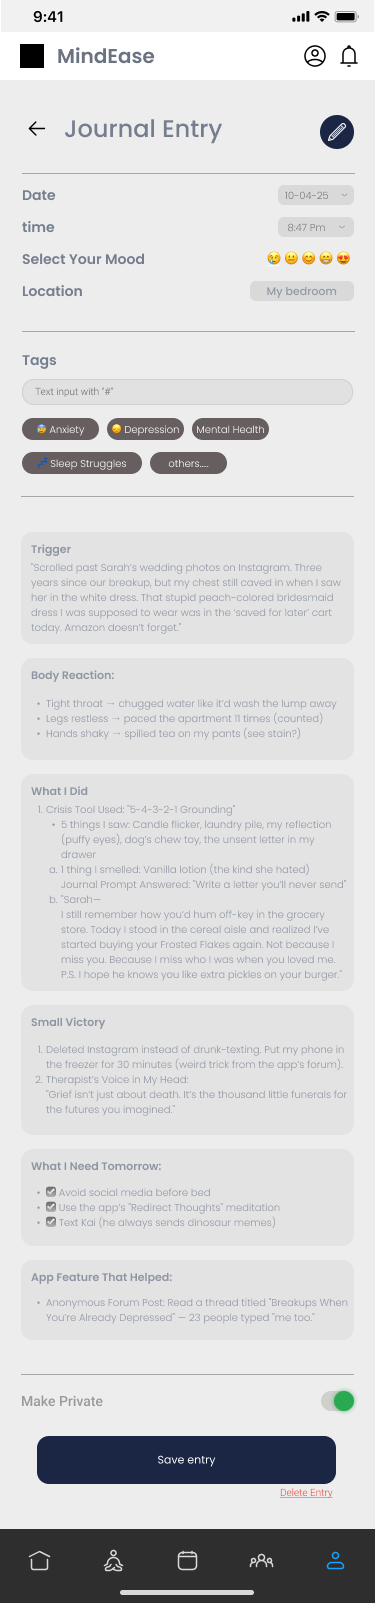 9:41
MindEase
Journal Entry
Date
10-04-25
time
8:47 Pm
Select Your Mood
Location
My bedroom
Tags
Text input with "#"
Anxiety
Depression
Mental Health
Sleep Struggles
others....
Trigger
"Scrolled past Sarah's wedding photos on Instagram. Three
years since our breakup, but my chest still caved in when I saw
her in the white dress. That stupid peach-colored bridesmaid
dress I was supposed to wear was in the 'saved for later' cart
today. Amazon doesn't forget."
Body Reaction:
• Tight throat → chugged water like it'd wash the lump away
• Legs restless → paced the apartment 11 times (counted)
• Hands shaky → spilled tea on my pants (see stain?)
What I Did
1. Crisis Tool Used: "5-4-3-2-1 Grounding"
• 5 things I saw: Candle flicker, laundry pile, my reflection
(puffy eyes), dog's chew toy, the unsent letter in my
drawer
a. 1 thing I smelled: Vanilla lotion (the kind she hated)
Journal Prompt Answered: "Write a letter you'll never send"
b. "Sarah—
I still remember how you'd hum off-key in the grocery
store. Today I stood in the cereal aisle and realized I've
started buying your Frosted Flakes again. Not because I
miss you. Because I miss who I was when you loved me.
P.S. I hope he knows you like extra pickles on your burger."
Small Victory
1. Deleted Instagram instead of drunk-texting. Put my phone in
the freezer for 30 minutes (weird trick from the app's forum).
2. Therapist's Voice in My Head:
"Grief isn't just about death. It's the thousand little funerals for
the futures you imagined."
What I Need Tomorrow:
• ☑ Avoid social media before bed
• ☑ Use the app's "Redirect Thoughts" meditation
• ☑ Text Kai (he always sends dinosaur memes)
App Feature That Helped:
• Anonymous Forum Post: Read a thread titled "Breakups When
You're Already Depressed" — 23 people typed "me too."
Make Private
Save entry
Delete Entry